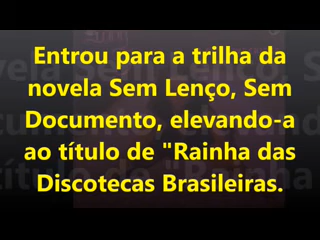 Entrou para a trilha da
novela Sem Lenço, Sem
Documento, elevando-a
ao título de "Rainha das
Discotecas Brasileiras.